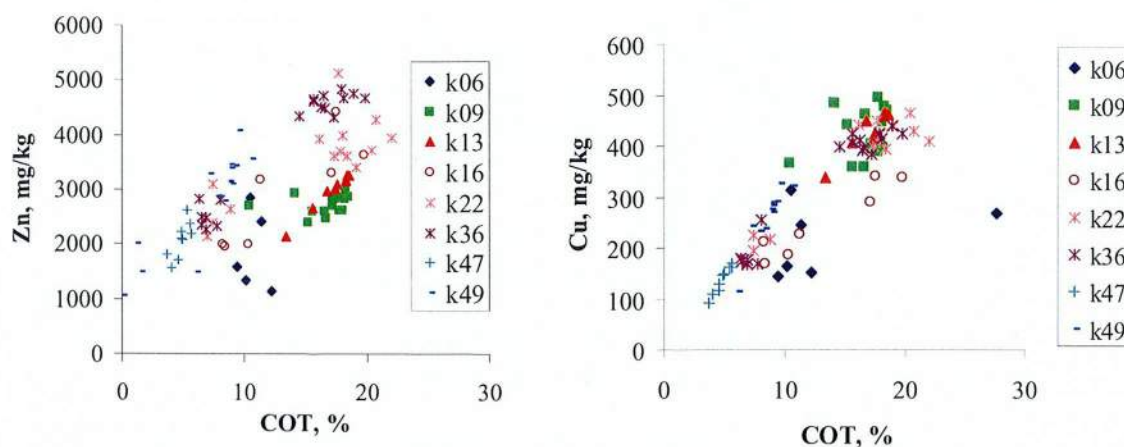 6000
5000
4000
3000
2000
1000
0
Zn, mg/kg
0 10 20 30
COT, %
k06
k09
k13
k16
k22
k36
k47
k49
600
500
400
300
200
100
0
Cu, mg/kg
0 10 20 30
COT, %
k06
k09
k13
k16
k22
k36
k47
k49